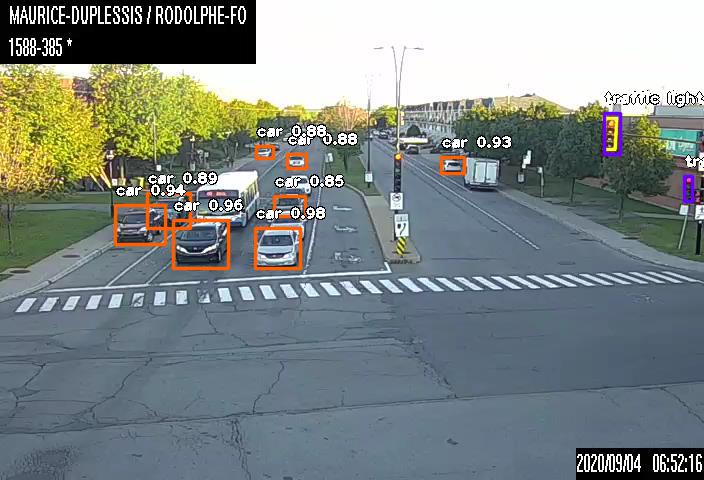 MAURICE-DUPLESSIS / RODOLPHE-FO
1588-385 *
traffic light
car 0.88
car 0.88
car 0.93
car 0.89
car 0.85
car 0.94
car 0.96
car 0.98
tra
2020/09/04 06:52:16